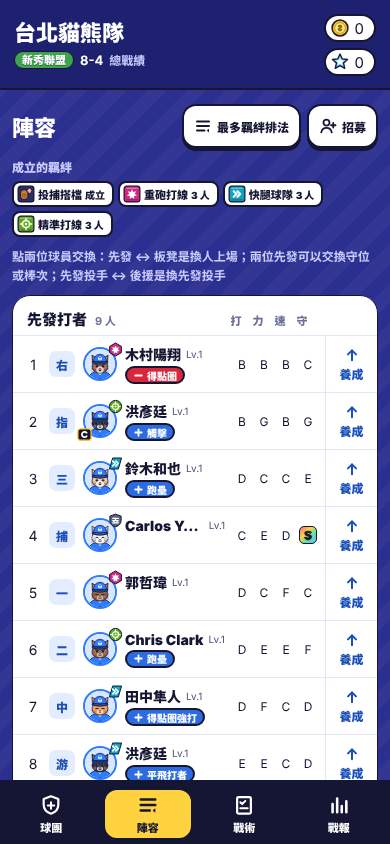 台北貓熊隊
新秀聯盟 8-4 總戰績
0
0
陣容
最多羈絆排法
招募
成立的羈絆
投捕搭檔 成立
重砲打線 3 人
快腿球隊 3 人
精準打線 3 人
點兩位球員交換：先發 ↔ 板凳是換人上場；兩位先發可以交換守位
或棒次；先發投手 ↔ 後援是換先發投手
先發打者 9 人 打 力 速 守
1 右 木村陽翔 Lv.1 B B B C 養成
得點圈
2 指 洪彥廷 Lv.1 B G B G 養成
C 觸擊
3 三 鈴木和也 Lv.1 D C C E 養成
跑壘
4 捕 Carlos Y... Lv.1 C E D S 養成
5 一 郭哲瑋 Lv.1 D C F C 養成
6 二 Chris Clark Lv.1 D E E F 養成
跑壘
7 中 田中隼人 Lv.1 D F C D 養成
得點圈強打
8 游 洪彥廷 Lv.1 E E C D 養成
平飛打者
球團 陣容 戰術 戰報